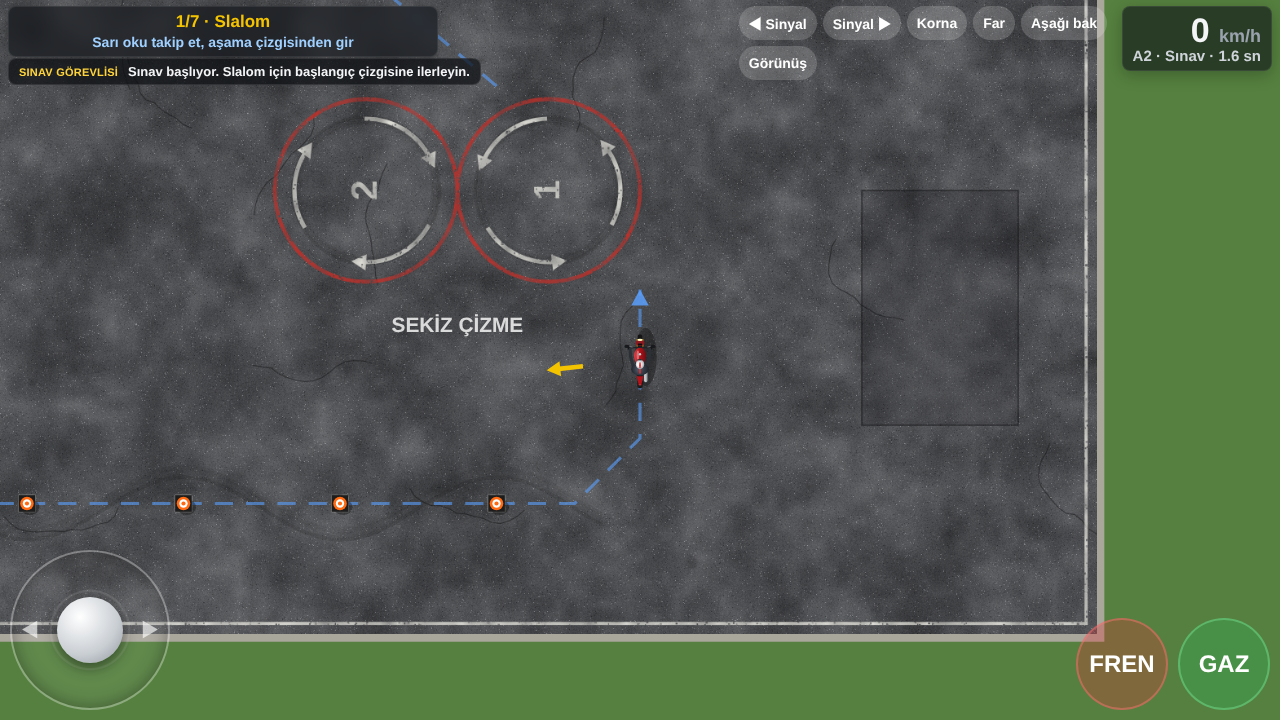 1/7 · Slalom
Sarı oku takip et, aşama çizgisinden gir
SINAV GÖREVLİSİ Sınav başlıyor. Slalom için başlangıç çizgisine ilerleyin.
◀ Sinyal
Sinyal ▶
Korna
Far
Aşağı bak
Görünüş
0 km/h
A2 · Sınav · 1.6 sn
2
1
SEKİZ ÇİZME
FREN
GAZ